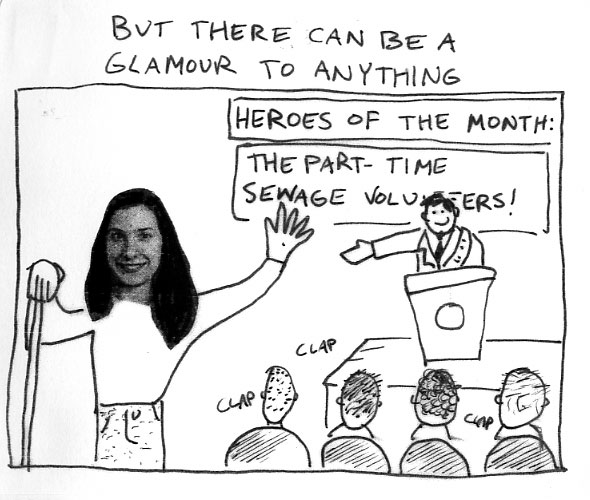 BUT THERE CAN BE A
GLAMOUR TO ANYTHING
HEROES OF THE MONTH:
THE PART-TIME
SEWAGE VOLUNTEERS!
CLAP
CLAP
CLAP